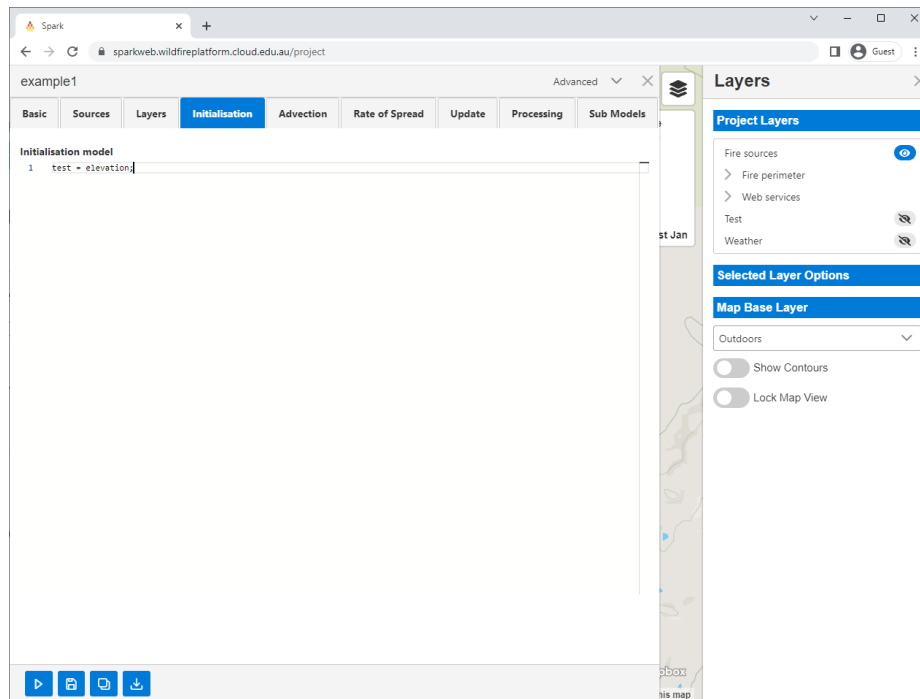 Spark
sparkweb.wildfireplatform.cloud.edu.au/project
Guest
example1
Advanced
Basic
Sources
Layers
Initialisation
Advection
Rate of Spread
Update
Processing
Sub Models
Initialisation model
1 test = elevation;
st Jan
his map
Layers
Project Layers
Fire sources
Fire perimeter
Web services
Test
Weather
Selected Layer Options
Map Base Layer
Outdoors
Show Contours
Lock Map View